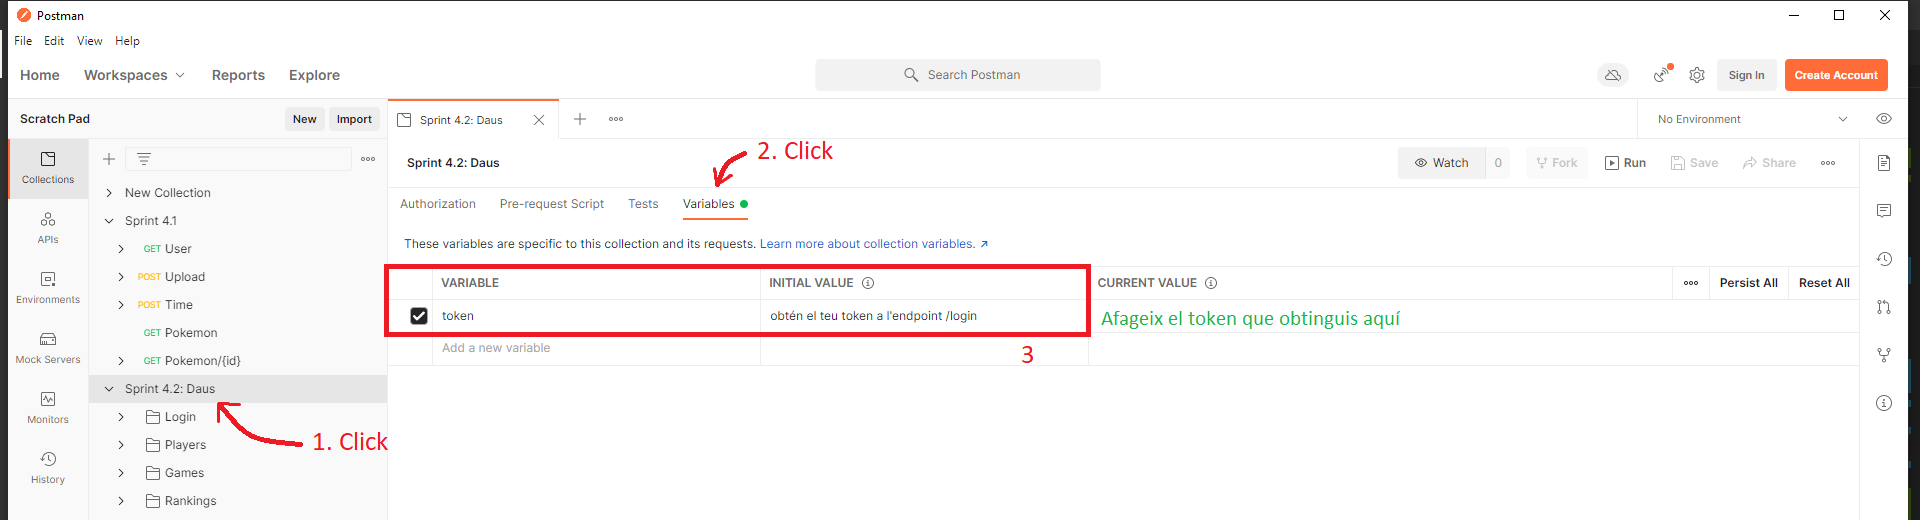 Postman
File Edit View Help
Home Workspaces Reports Explore Search Postman Sign In Create Account
Scratch Pad New Import Sprint 4.2: Daus No Environment
Collections
APIs
Environments
Mock Servers
Monitors
History
New Collection
Sprint 4.1
GET User
POST Upload
POST Time
GET Pokemon
GET Pokemon/{id}
Sprint 4.2: Daus
Login
Players
Games
Rankings
1. Click
Sprint 4.2: Daus
2. Click
Watch 0 Fork Run Save Share
Authorization Pre-request Script Tests Variables
These variables are specific to this collection and its requests. Learn more about collection variables. ↗
VARIABLE INITIAL VALUE CURRENT VALUE Persist All Reset All
token obtén el teu token a l'endpoint /login Afageix el token que obtinguis aquí
Add a new variable
3